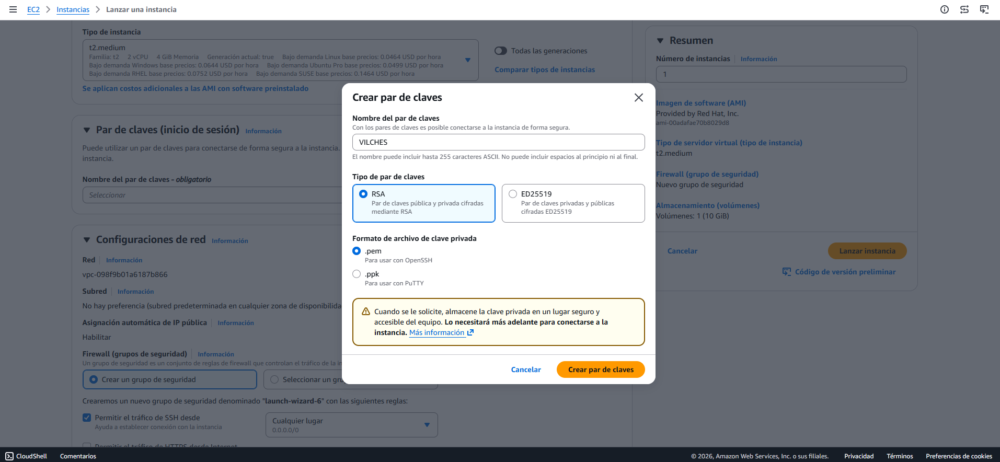 EC2 > Instancias > Lanzar una instancia
Tipo de instancia
t2.medium
Familia: t2 2 vCPU 4 GiB Memoria Generación actual: true Bajo demanda Linux base precios: 0.0464 USD por hora
Bajo demanda Windows base precios: 0.0644 USD por hora Bajo demanda Ubuntu Pro base precios: 0.0499 USD por hora
Bajo demanda RHEL base precios: 0.0752 USD por hora Bajo demanda SUSE base precios: 0.1464 USD por hora
Todas las generaciones
Comparar tipos de instancias
Se aplican costos adicionales a las AMI con software preinstalado
Par de claves (inicio de sesión) Información
Puede utilizar un par de claves para conectarse de forma segura a la instancia.
instancia.
Nombre del par de claves - obligatorio
Seleccionar
Configuraciones de red Información
Red Información
vpc-098f9b01a6187b866
Subred Información
No hay preferencia (subred predeterminada en cualquier zona de disponibilida
Asignación automática de IP pública Información
Habilitar
Firewall (grupos de seguridad) Información
Un grupo de seguridad es un conjunto de reglas de firewall que controlan el tráfico de la in
Crear un grupo de seguridad
Seleccionar un gru
Crearemos un nuevo grupo de seguridad denominado "launch-wizard-6" con las siguientes reglas:
Permitir el tráfico de SSH desde
Ayuda a establecer conexión con la instancia
Cualquier lugar
0.0.0.0/0
Permitir el tráfico de HTTPS desde Internet
Crear par de claves
Nombre del par de claves
Con los pares de claves es posible conectarse a la instancia de forma segura.
VILCHES
El nombre puede incluir hasta 255 caracteres ASCII. No puede incluir espacios al principio ni al final.
Tipo de par de claves
RSA
Par de claves pública y privada cifradas
mediante RSA
ED25519
Par de claves privadas y públicas
cifradas ED25519
Formato de archivo de clave privada
.pem
Para usar con OpenSSH
.ppk
Para usar con PuTTY
Cuando se le solicite, almacene la clave privada en un lugar seguro y
accesible del equipo. Lo necesitará más adelante para conectarse a la
instancia. Más información
Cancelar
Crear par de claves
Resumen
Número de instancias Información
1
Imagen de software (AMI)
Provided by Red Hat, Inc.
ami-00adafae70b8029d8
Tipo de servidor virtual (tipo de instancia)
t2.medium
Firewall (grupo de seguridad)
Nuevo grupo de seguridad
Almacenamiento (volúmenes)
Volúmenes: 1 (10 GiB)
Cancelar
Lanzar instancia
Código de versión preliminar
CloudShell Comentarios © 2026, Amazon Web Services, Inc. o sus filiales. Privacidad Términos Preferencias de cookies